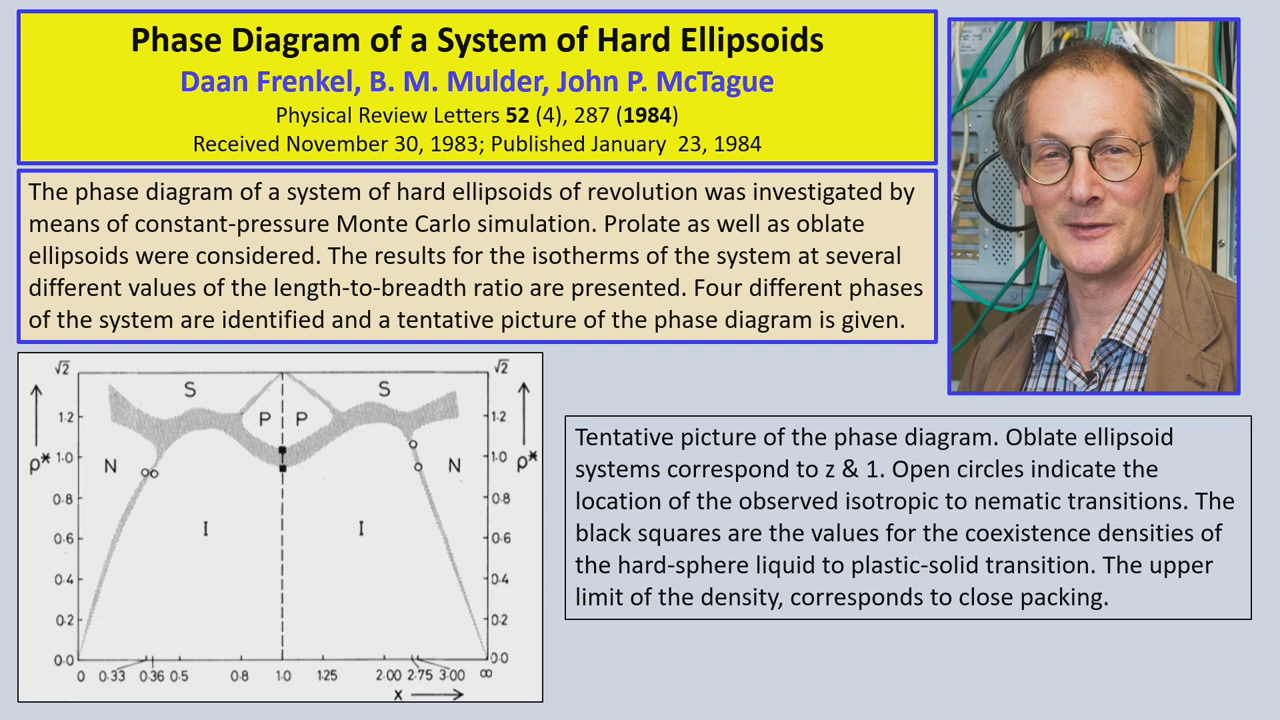 Phase Diagram of a System of Hard Ellipsoids
Daan Frenkel, B. M. Mulder, John P. McTague
Physical Review Letters 52 (4), 287 (1984)
Received November 30, 1983; Published January 23, 1984
The phase diagram of a system of hard ellipsoids of revolution was investigated by
means of constant-pressure Monte Carlo simulation. Prolate as well as oblate
ellipsoids were considered. The results for the isotherms of the system at several
different values of the length-to-breadth ratio are presented. Four different phases
of the system are identified and a tentative picture of the phase diagram is given.
√2 √2
S S
1·2 P P 1·2
ρ* N 1·0 1·0 N ρ*
0·8 0·8
I I
0·6 0·6
0·4 0·4
0·2 0·2
0·0 0·0
0 0·33 0·36 0·5 0·8 1·0 1·25 2·00 2·75 3·00 ∞
x
Tentative picture of the phase diagram. Oblate ellipsoid
systems correspond to z & 1. Open circles indicate the
location of the observed isotropic to nematic transitions. The
black squares are the values for the coexistence densities of
the hard-sphere liquid to plastic-solid transition. The upper
limit of the density, corresponds to close packing.